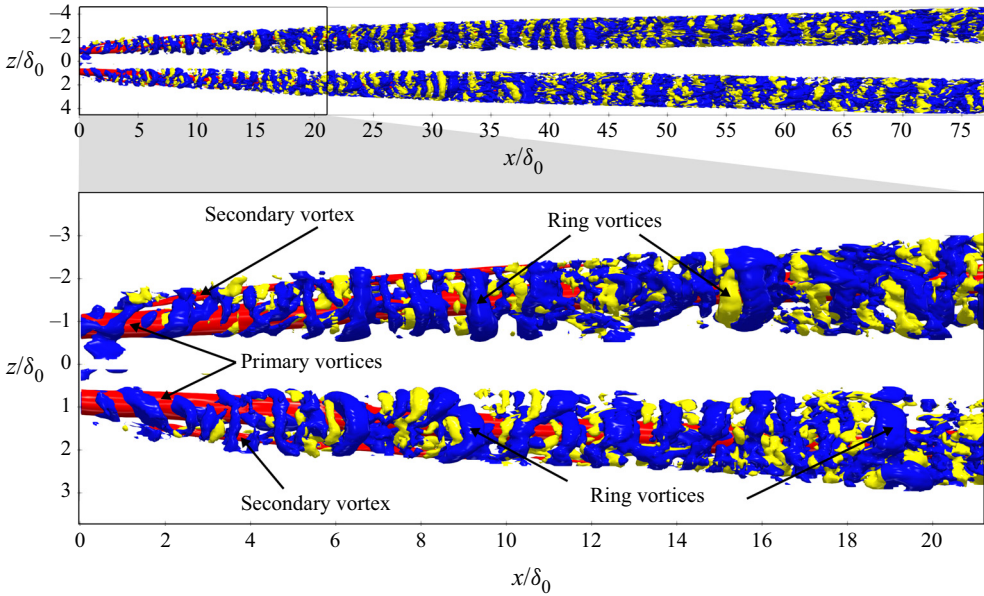 −4
−2
z/δ0
0
2
4
0 5 10 15 20 25 30 35 40 45 50 55 60 65 70 75
x/δ0
Secondary vortex
Ring vortices
−3
−2
−1
Primary vortices
z/δ0
0
1
2
3
Secondary vortex
Ring vortices
0 2 4 6 8 10 12 14 16 18 20
x/δ0